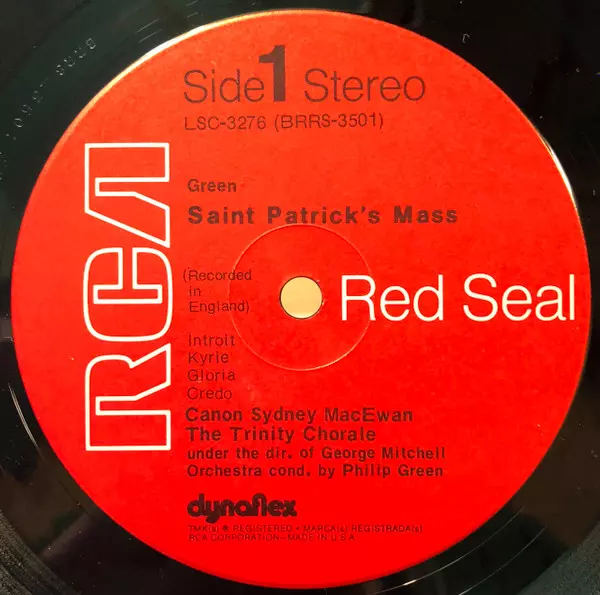 Side 1 Stereo
LSC-3276 (BRRS-3501)
RCA
Green
Saint Patrick's Mass
(Recorded
in
England)
Red Seal
Introit
Kyrie
Gloria
Credo
Canon Sydney MacEwan
The Trinity Chorale
under the dir. of George Mitchell
Orchestra cond. by Philip Green
dynaflex
TMK(s) ® REGISTERED • MARCA(s) REGISTRADA(s)
RCA CORPORATION—MADE IN U.S.A.